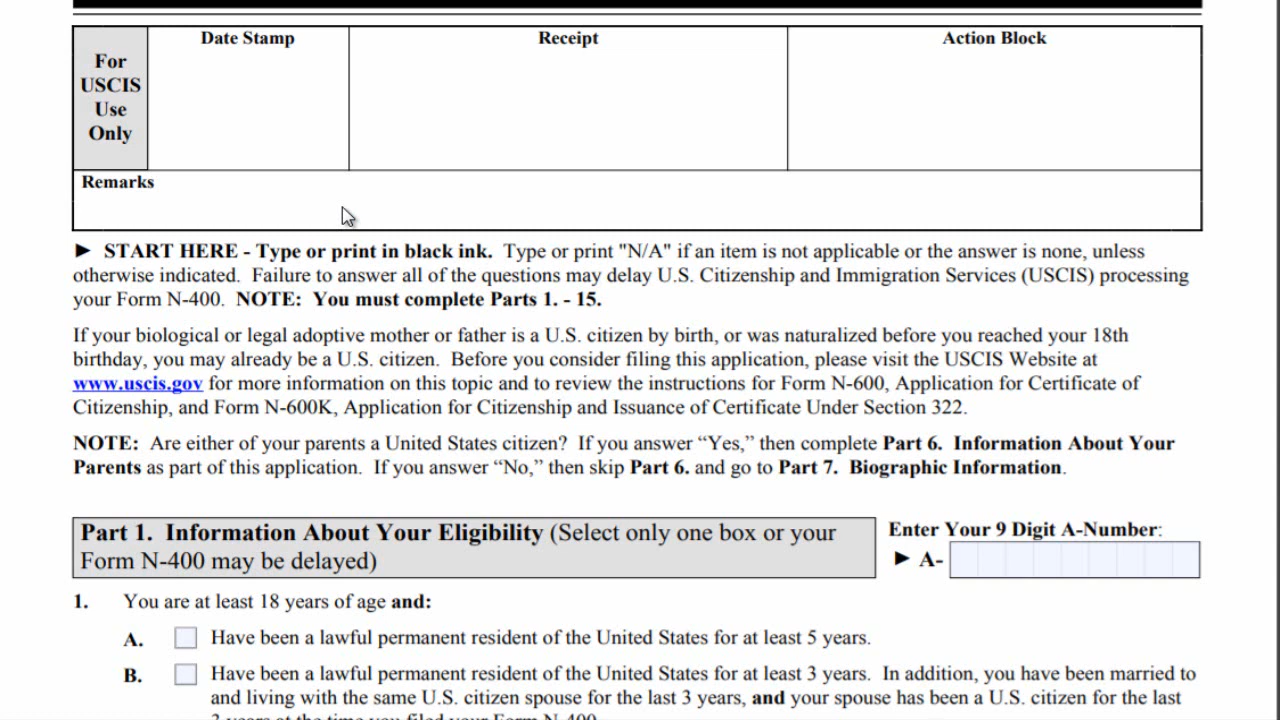 For
USCIS
Use
Only
Date Stamp
Receipt
Action Block
Remarks
► START HERE - Type or print in black ink. Type or print "N/A" if an item is not applicable or the answer is none, unless
otherwise indicated. Failure to answer all of the questions may delay U.S. Citizenship and Immigration Services (USCIS) processing
your Form N-400. NOTE: You must complete Parts 1. - 15.
If your biological or legal adoptive mother or father is a U.S. citizen by birth, or was naturalized before you reached your 18th
birthday, you may already be a U.S. citizen. Before you consider filing this application, please visit the USCIS Website at
www.uscis.gov for more information on this topic and to review the instructions for Form N-600, Application for Certificate of
Citizenship, and Form N-600K, Application for Citizenship and Issuance of Certificate Under Section 322.
NOTE: Are either of your parents a United States citizen? If you answer “Yes,” then complete Part 6. Information About Your
Parents as part of this application. If you answer “No,” then skip Part 6. and go to Part 7. Biographic Information.
Part 1. Information About Your Eligibility (Select only one box or your
Form N-400 may be delayed)
Enter Your 9 Digit A-Number:
► A-
1. You are at least 18 years of age and:
A. Have been a lawful permanent resident of the United States for at least 5 years.
B. Have been a lawful permanent resident of the United States for at least 3 years. In addition, you have been married to
and living with the same U.S. citizen spouse for the last 3 years, and your spouse has been a U.S. citizen for the last
3 years at the time you filed your Form N-400.